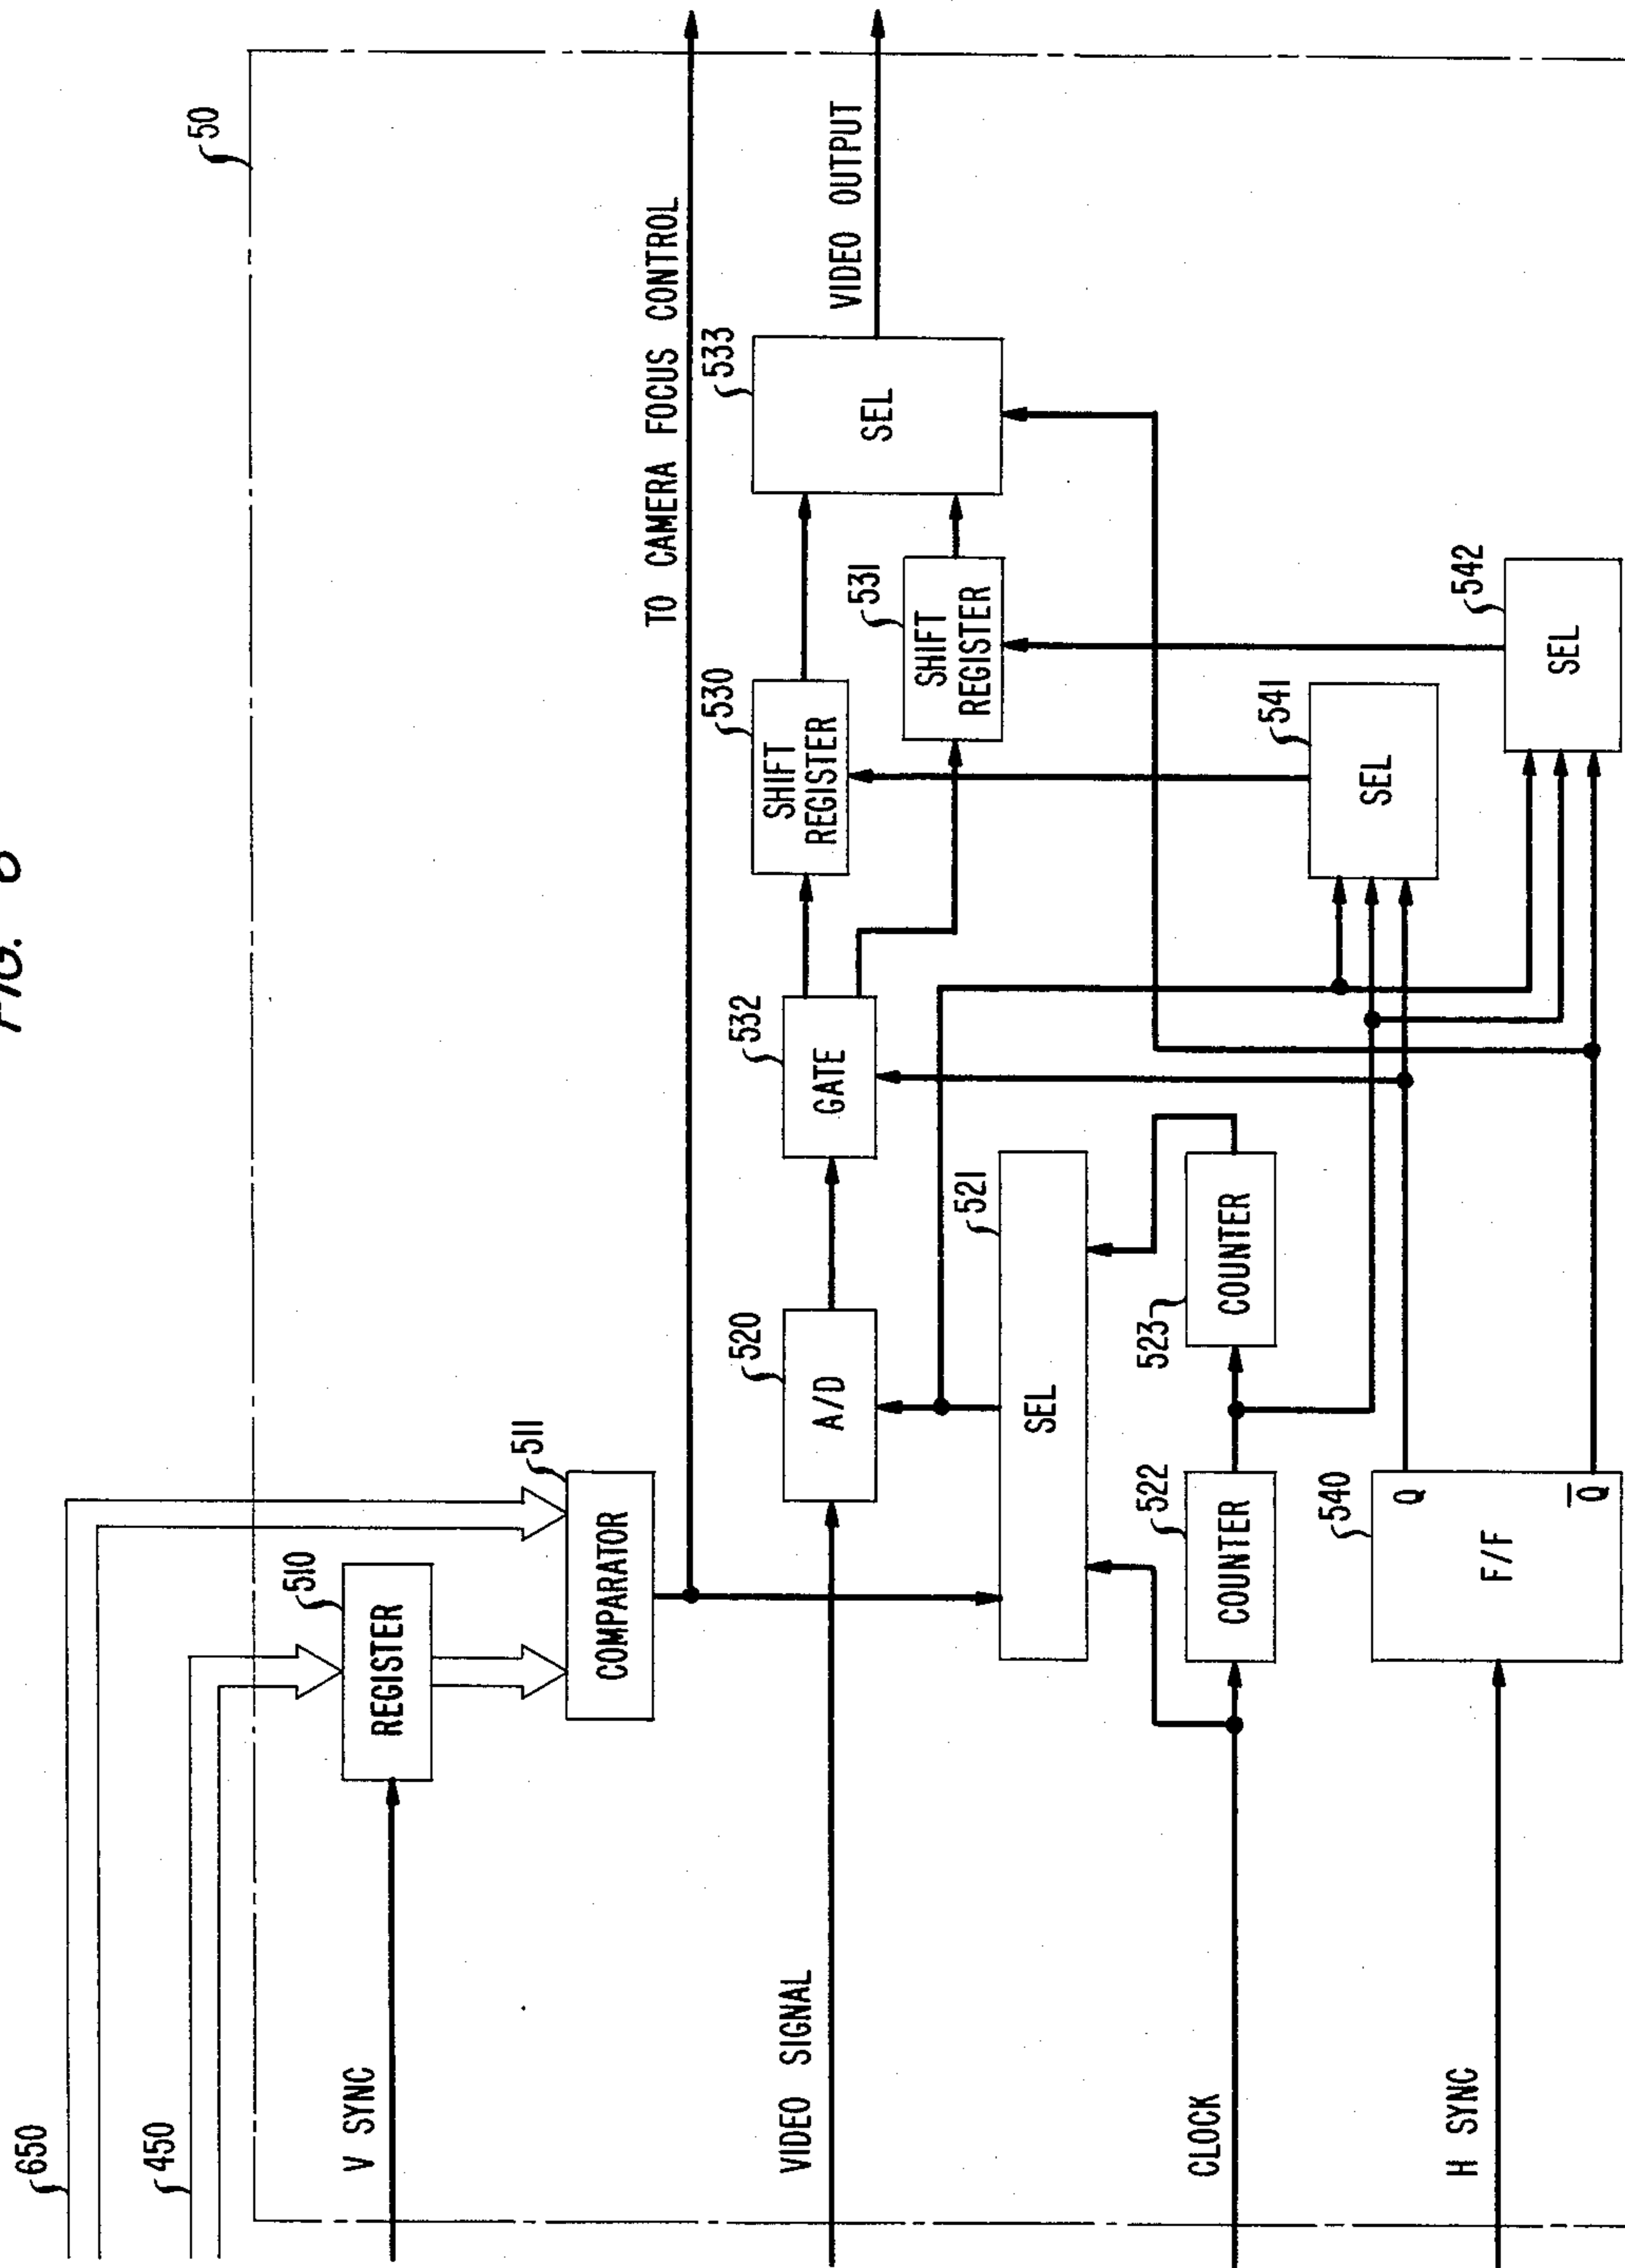 FIG. 6
50
650
450
V SYNC
510
REGISTER
511
COMPARATOR
TO CAMERA FOCUS CONTROL
VIDEO SIGNAL
520
A/D
532
GATE
530
SHIFT
REGISTER
531
SHIFT
REGISTER
533
SEL
VIDEO OUTPUT
521
SEL
CLOCK
522
COUNTER
523
COUNTER
541
SEL
542
SEL
H SYNC
540
F/F
Q
Q̅